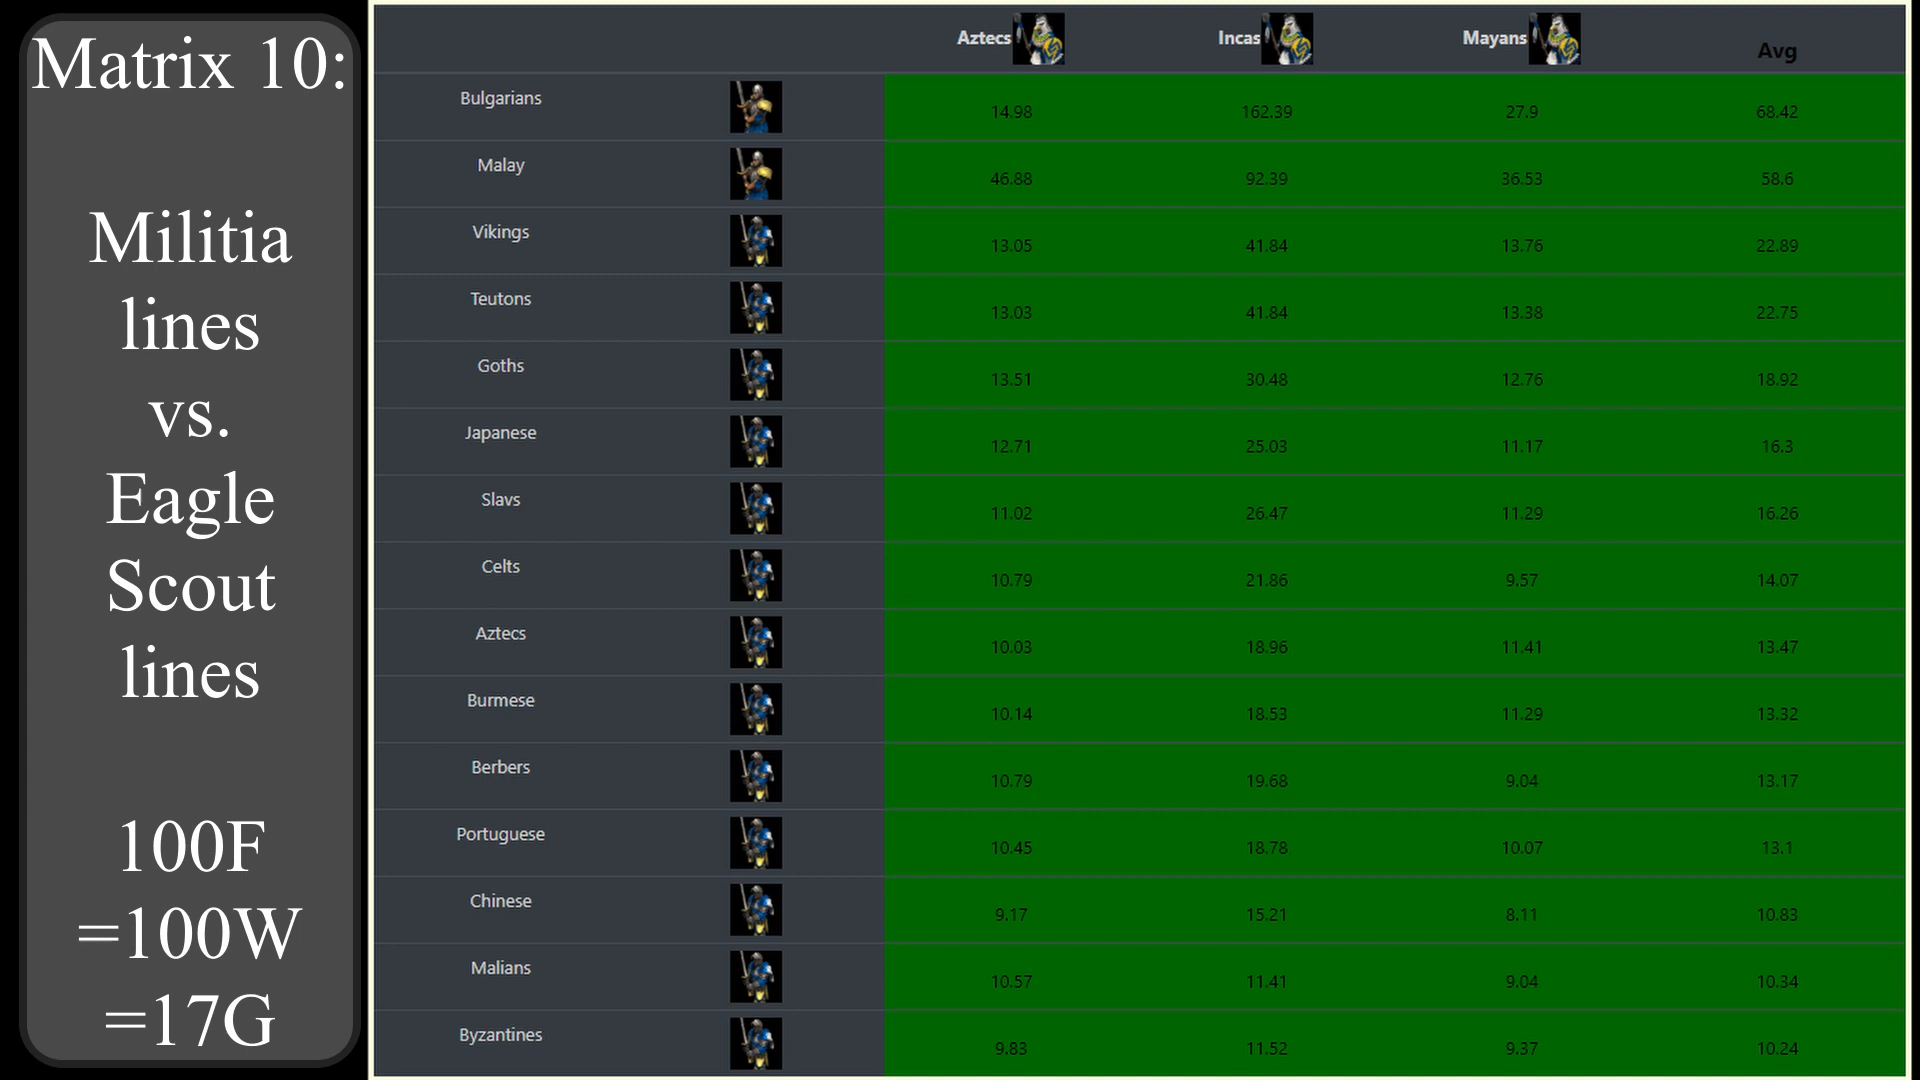 Matrix 10:
Militia
lines
vs.
Eagle
Scout
lines
100F
=100W
=17G
Aztecs Incas Mayans Avg
Bulgarians 14.98 162.39 27.9 68.42
Malay 46.88 92.39 36.53 58.6
Vikings 13.05 41.84 13.76 22.89
Teutons 13.03 41.84 13.38 22.75
Goths 13.51 30.48 12.76 18.92
Japanese 12.71 25.03 11.17 16.3
Slavs 11.02 26.47 11.29 16.26
Celts 10.79 21.86 9.57 14.07
Aztecs 10.03 18.96 11.41 13.47
Burmese 10.14 18.53 11.29 13.32
Berbers 10.79 19.68 9.04 13.17
Portuguese 10.45 18.78 10.07 13.1
Chinese 9.17 15.21 8.11 10.83
Malians 10.57 11.41 9.04 10.34
Byzantines 9.83 11.52 9.37 10.24